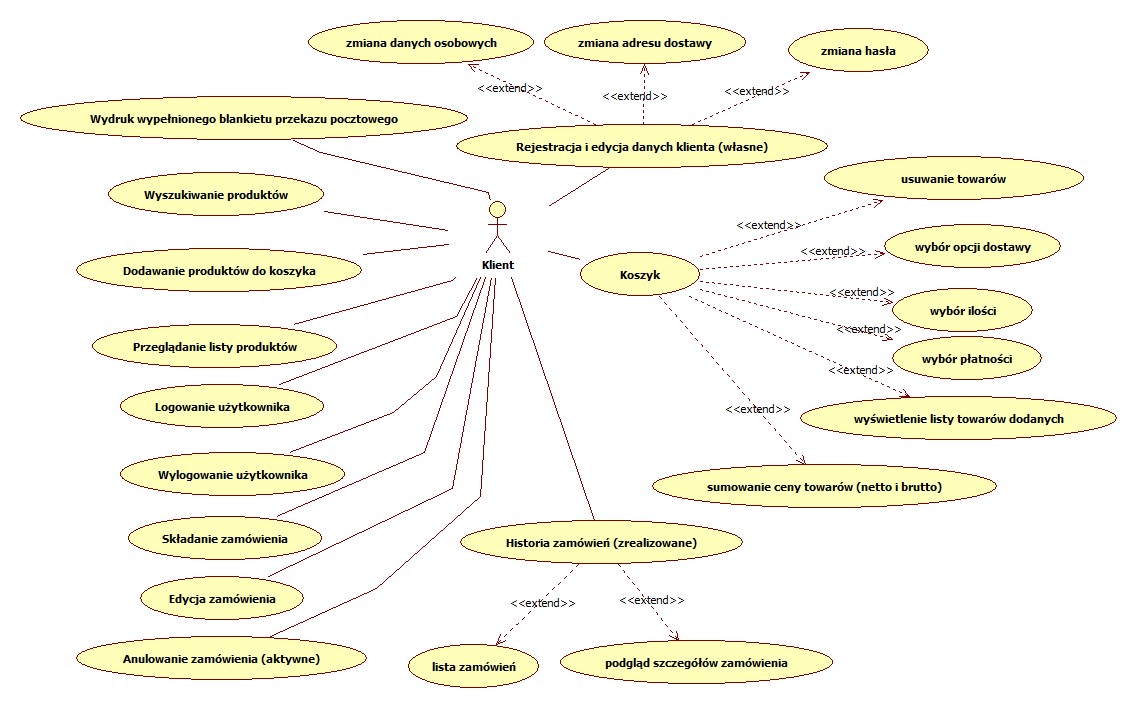 zmiana danych osobowych
zmiana adresu dostawy
zmiana hasła
<<extend>>
<<extend>>
<<extend>>
Wydruk wypełnionego blankietu przekazu pocztowego
Rejestracja i edycja danych klienta (własne)
Wyszukiwanie produktów
usuwanie towarów
<<extend>>
Klient
Dodawanie produktów do koszyka
Koszyk
<<extend>>
wybór opcji dostawy
<<extend>>
wybór ilości
<<extend>>
wybór płatności
Przeglądanie listy produktów
<<extend>>
Logowanie użytkownika
<<extend>>
wyświetlenie listy towarów dodanych
Wylogowanie użytkownika
sumowanie ceny towarów (netto i brutto)
Składanie zamówienia
Historia zamówień (zrealizowane)
Edycja zamówienia
<<extend>>
<<extend>>
Anulowanie zamówienia (aktywne)
lista zamówień
podgląd szczegółów zamówienia